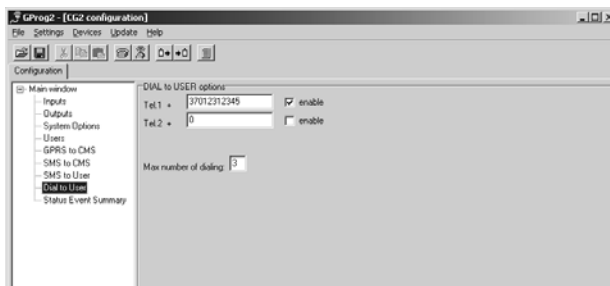 GProg2 - [CG2 configuration]
File Settings Devices Update Help
Configuration
Main window
Inputs
Outputs
System Options
Users
GPRS to CMS
SMS to CMS
SMS to User
Dial to User
Status Event Summary
DIAL to USER options
Tel.1 + 37012312345 enable
Tel.2 + 0 enable
Max number of dialing: 3